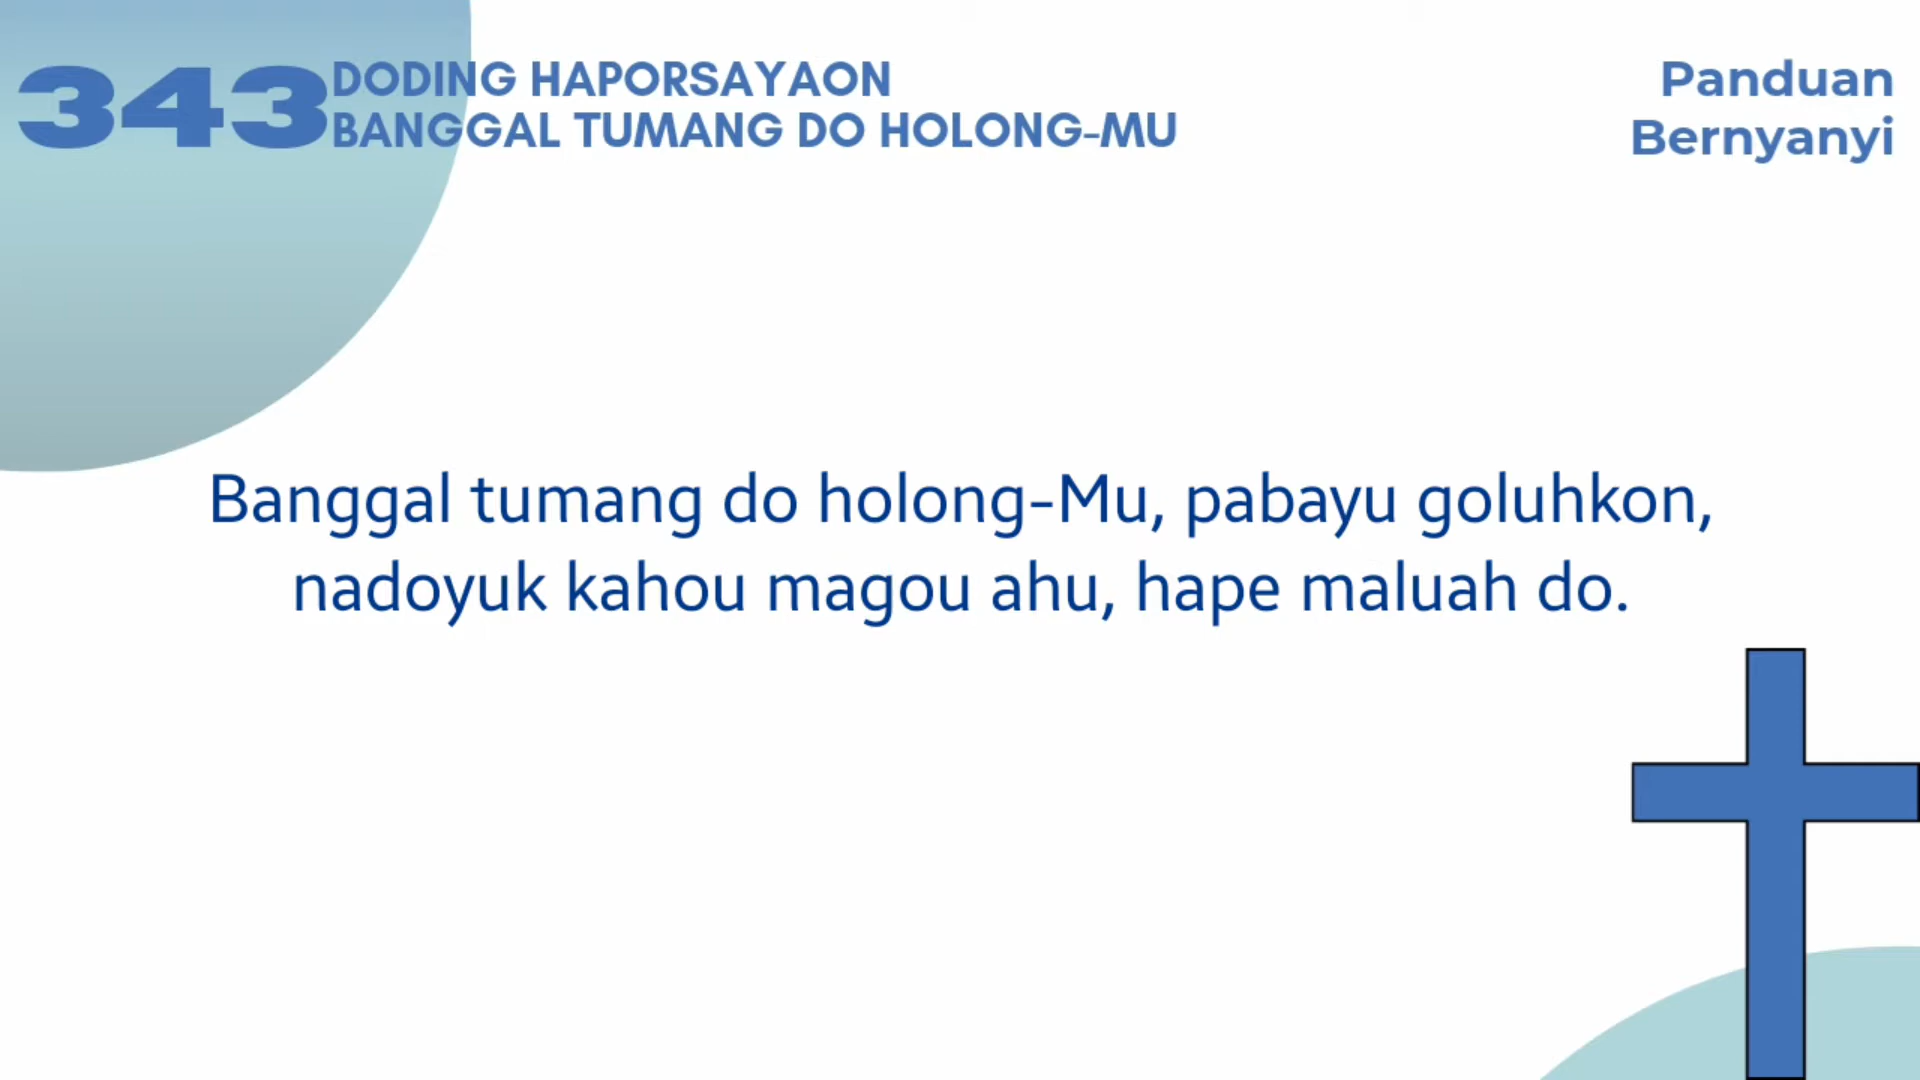 343
DODING HAPORSAYAON
BANGGAL TUMANG DO HOLONG-MU
Panduan
Bernyanyi
Banggal tumang do holong-Mu, pabayu goluhkon,
nadoyuk kahou magou ahu, hape maluah do.